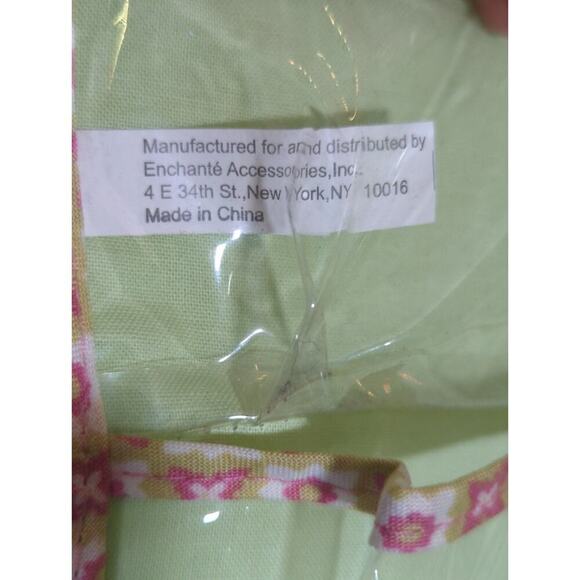 Manufactured for and distributed by
Enchanté Accessories,Inc.
4 E 34th St.,New York,NY 10016
Made in China